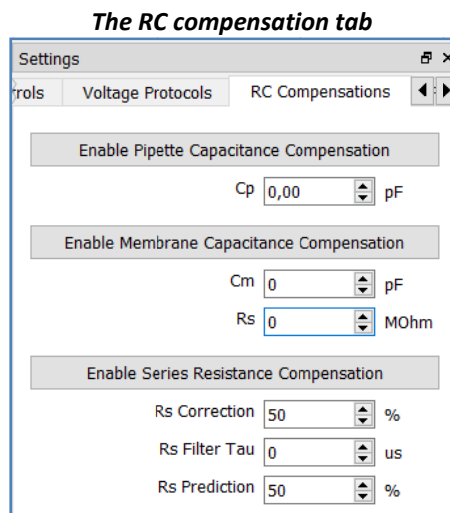 The RC compensation tab
Settings
rols Voltage Protocols RC Compensations
Enable Pipette Capacitance Compensation
Cp 0,00 pF
Enable Membrane Capacitance Compensation
Cm 0 pF
Rs 0 MOhm
Enable Series Resistance Compensation
Rs Correction 50 %
Rs Filter Tau 0 us
Rs Prediction 50 %